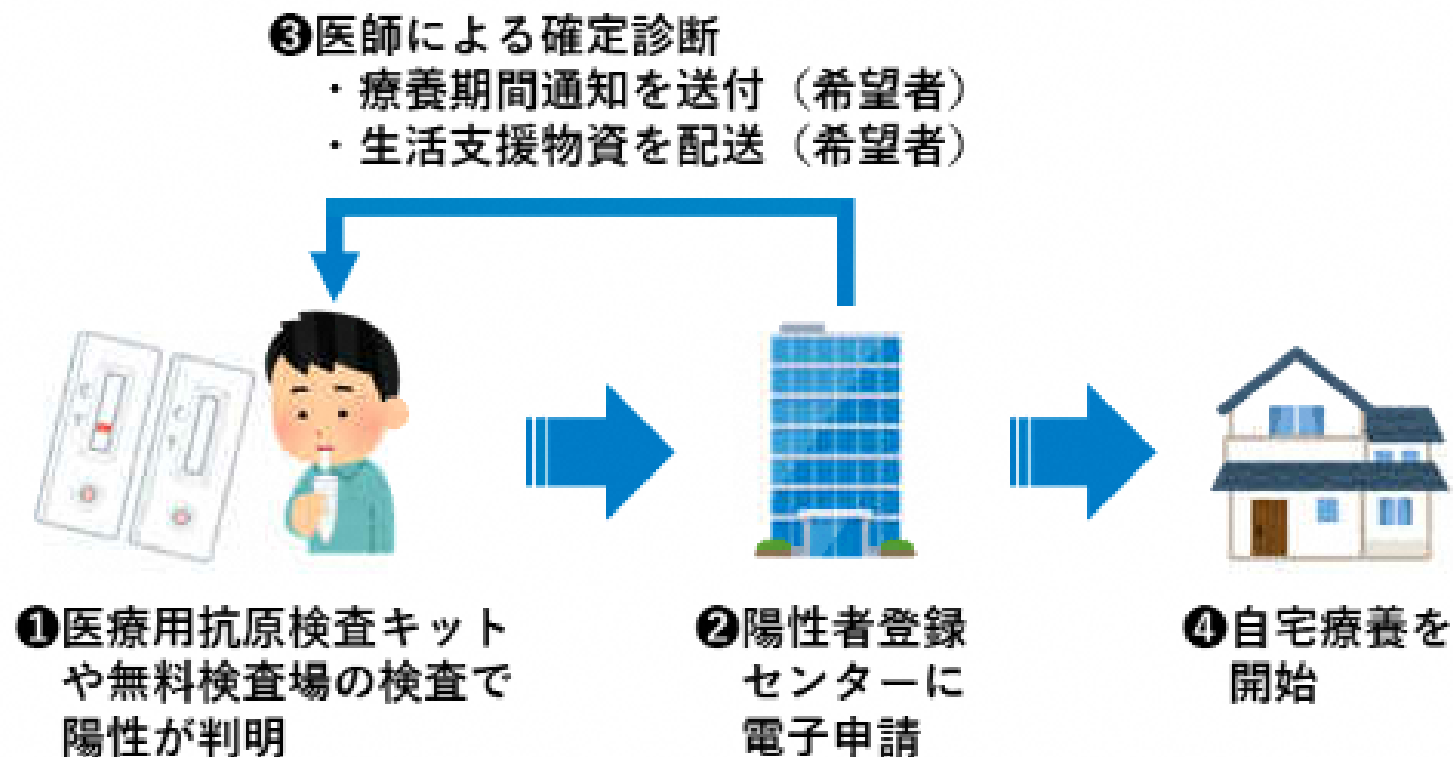 ❸医師による確定診断
・療養期間通知を送付（希望者）
・生活支援物資を配送（希望者）
❶医療用抗原検査キット
や無料検査場の検査で
陽性が判明
❷陽性者登録
センターに
電子申請
❹自宅療養を
開始